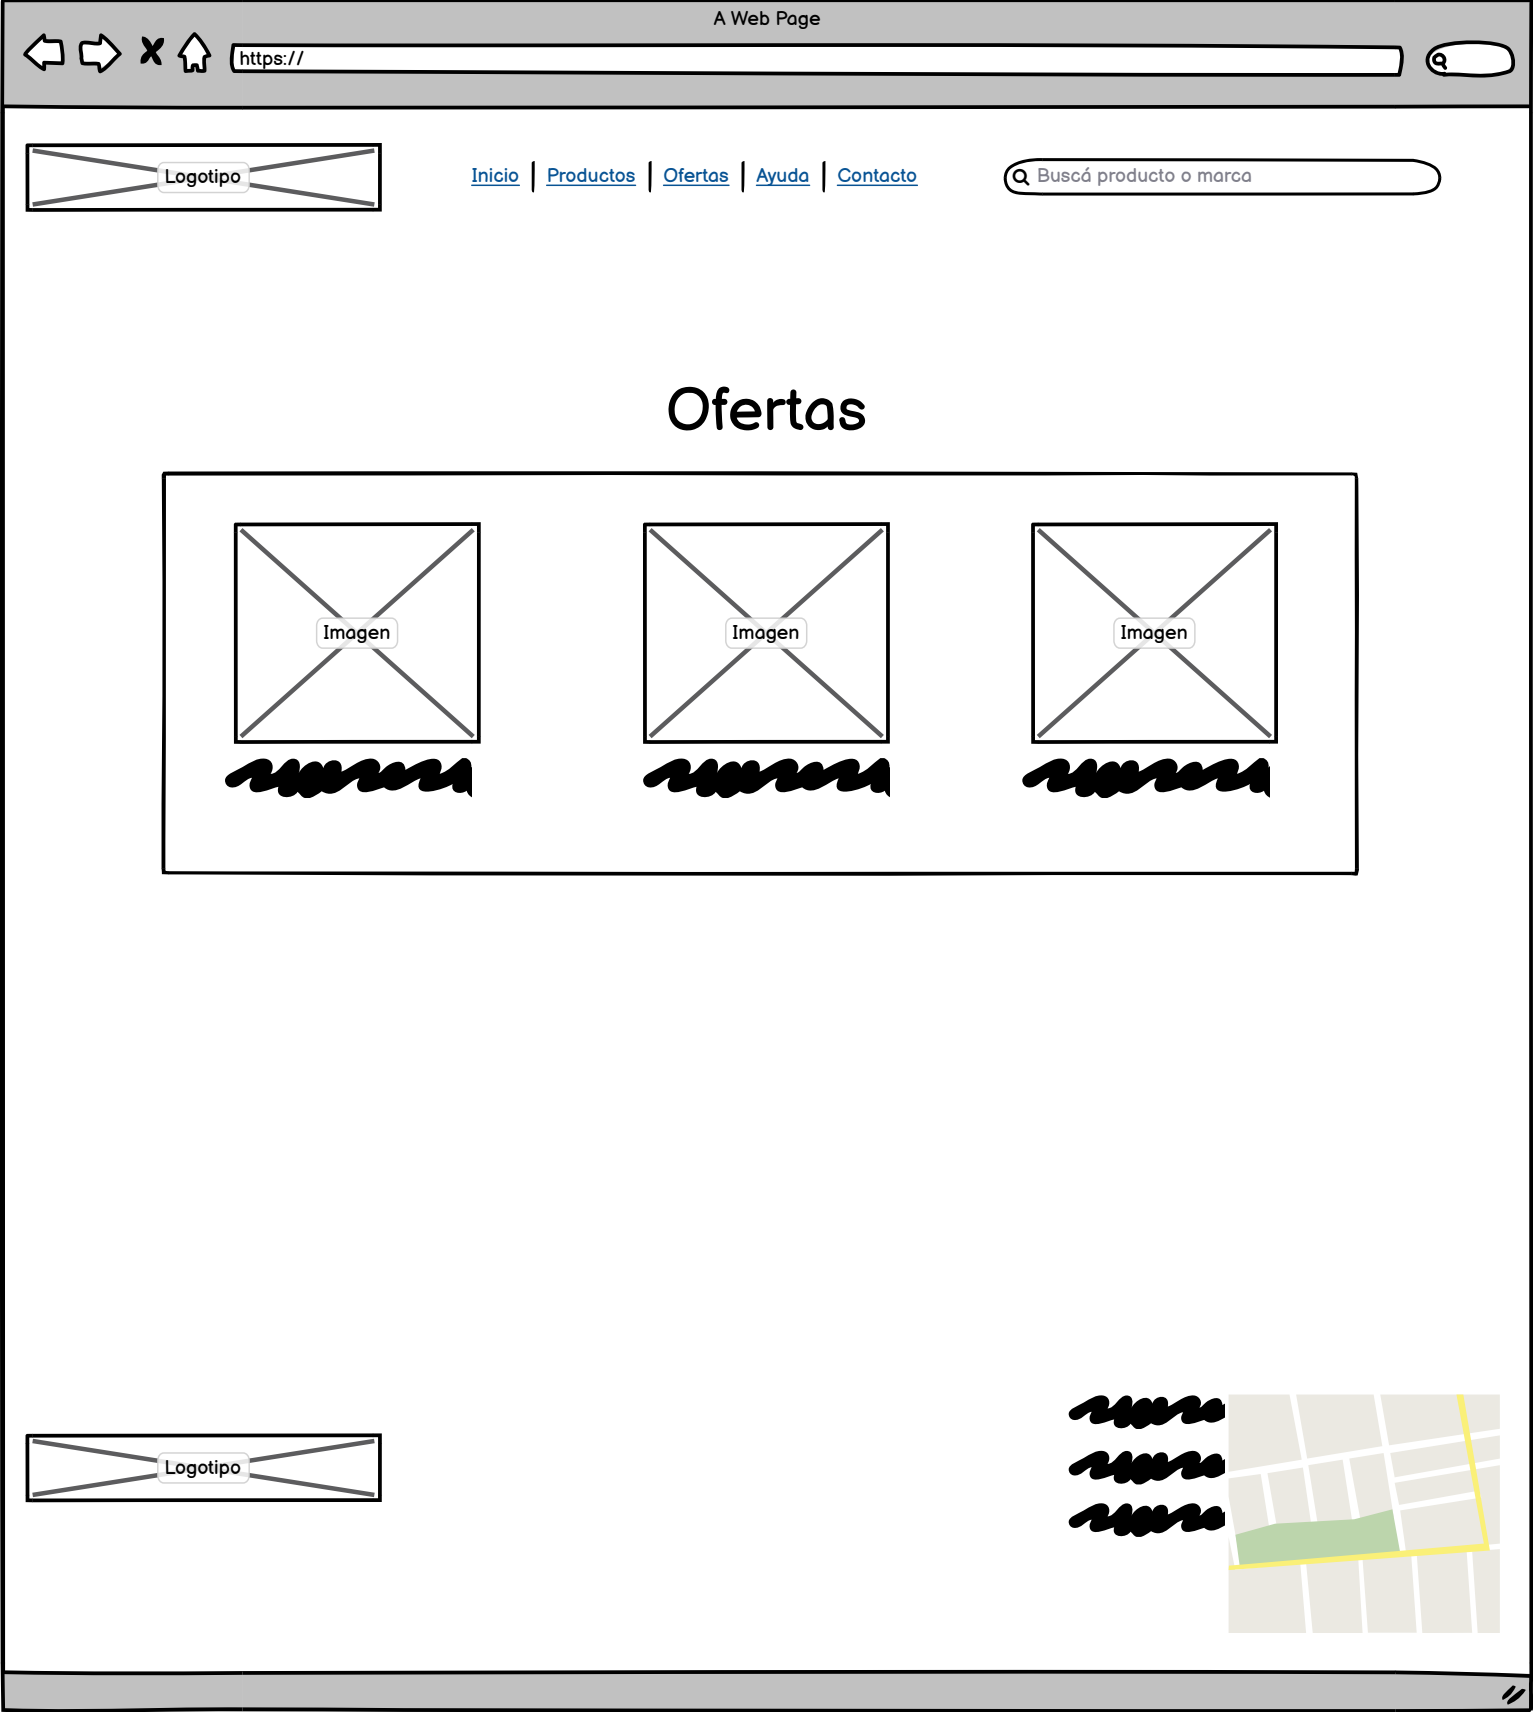 A Web Page
https://
Logotipo
Inicio Productos Ofertas Ayuda Contacto
Buscá producto o marca
Ofertas
Imagen Imagen Imagen
Logotipo